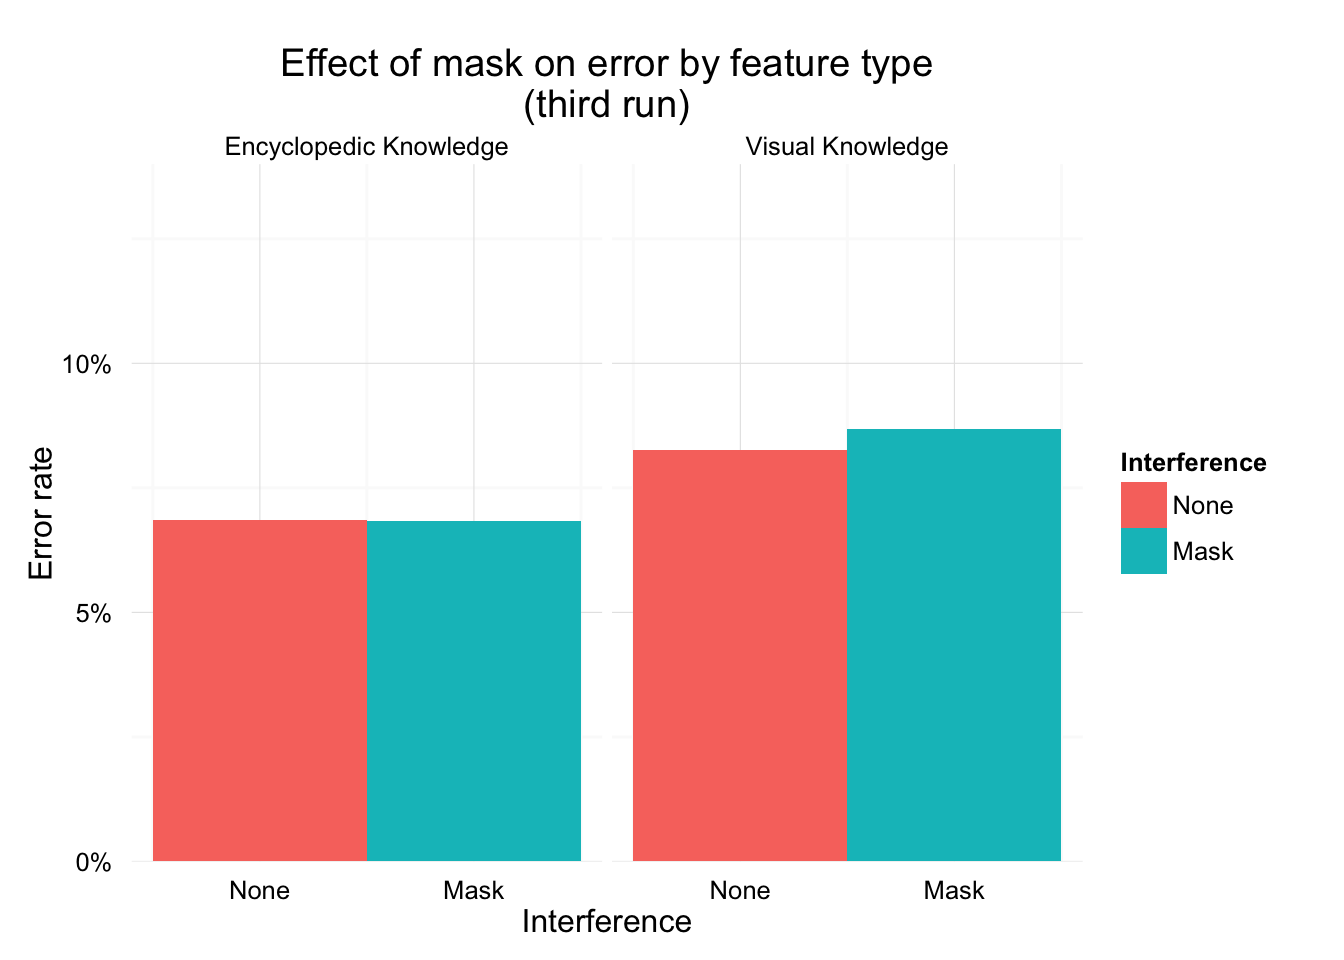 Effect of mask on error by feature type
(third run)
Encyclopedic Knowledge
Visual Knowledge
10%
5%
0%
Error rate
None
Mask
None
Mask
Interference
Interference
None
Mask